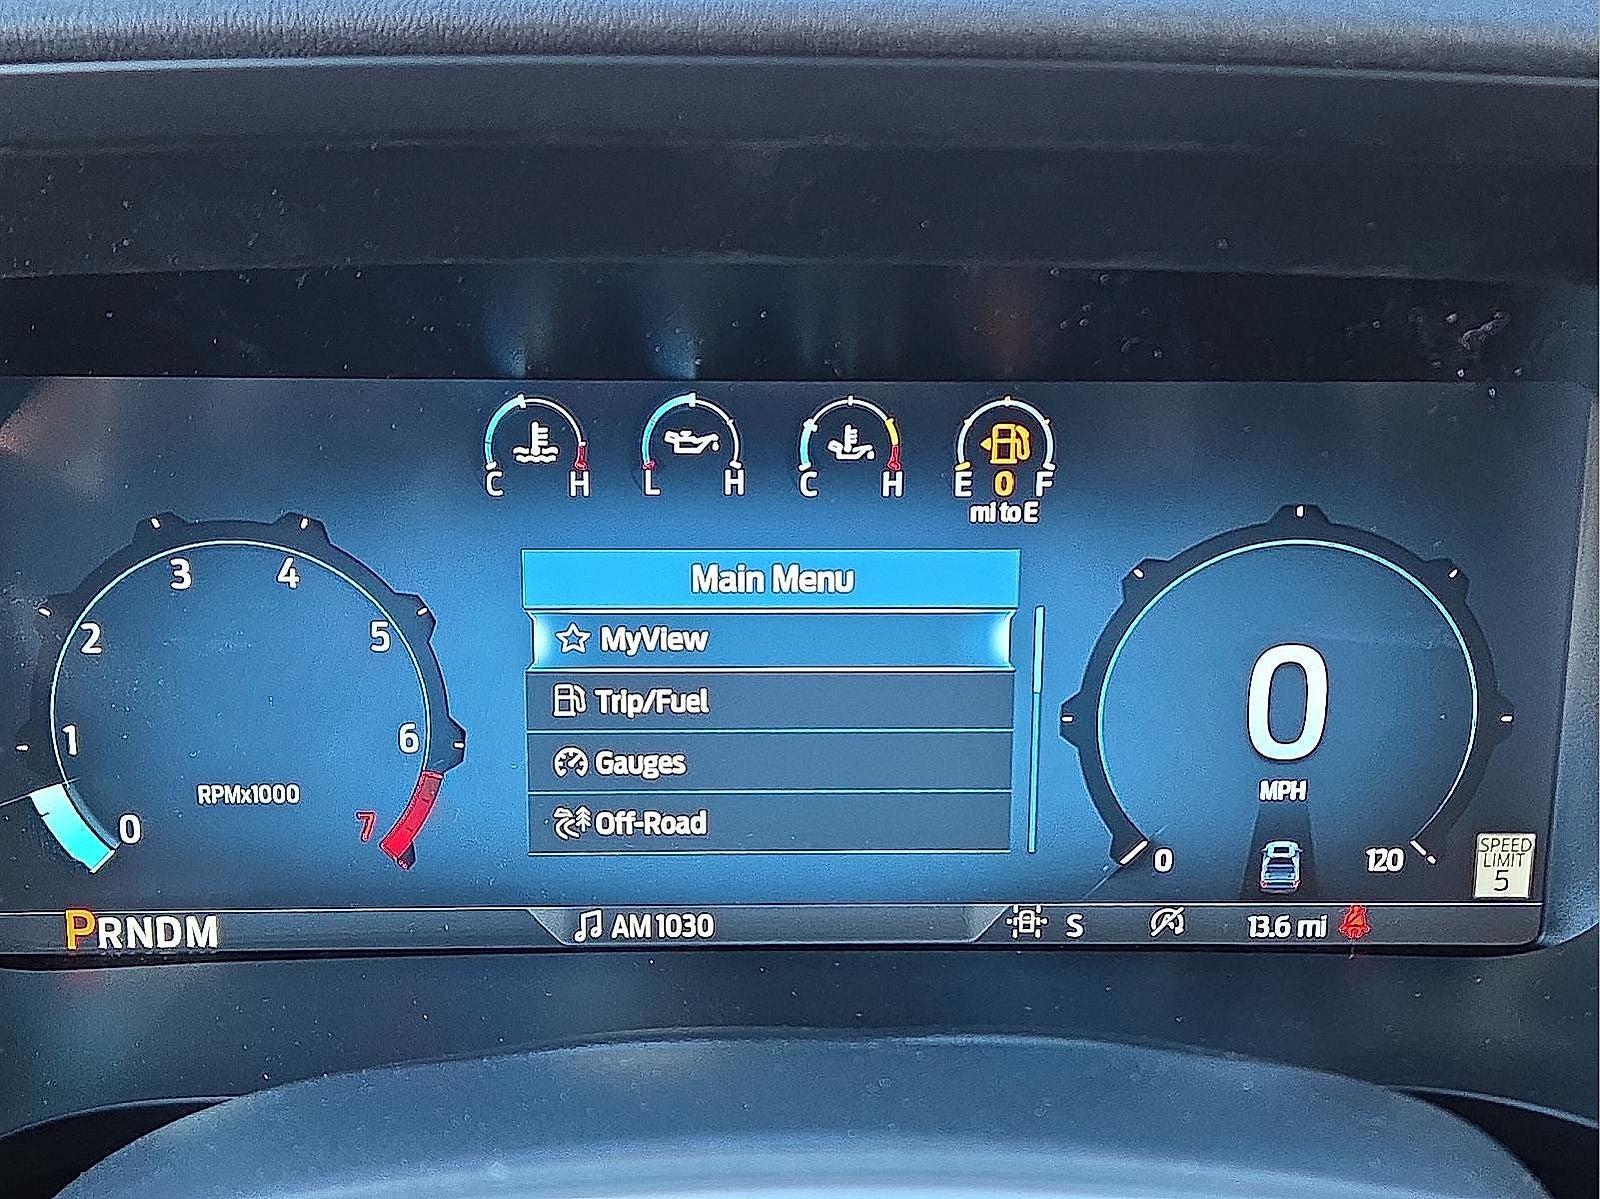 C H
L H
C H
E 0 F
mi to E
Main Menu
MyView
Trip/Fuel
Gauges
Off-Road
0
1
2
3
4
5
6
7
RPMx1000
0
MPH
0
120
SPEED
LIMIT
5
PRNDM
AM 1030
S
13.6 mi